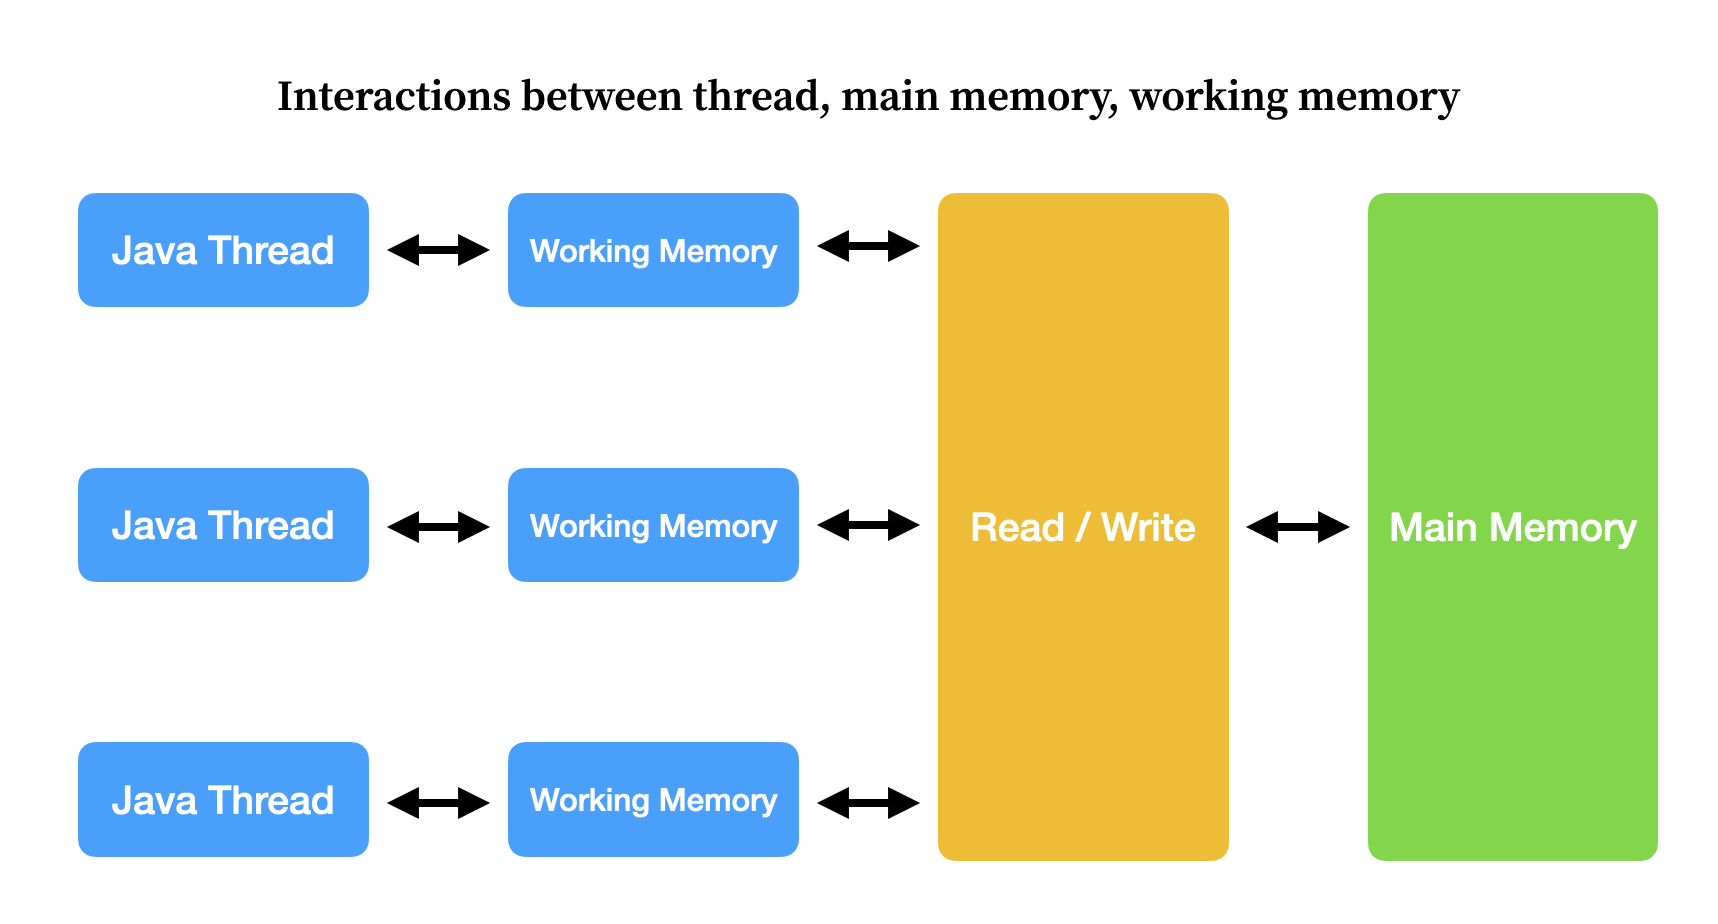 Interactions between thread, main memory, working memory
Java Thread
Working Memory
Java Thread
Working Memory
Read / Write
Main Memory
Java Thread
Working Memory